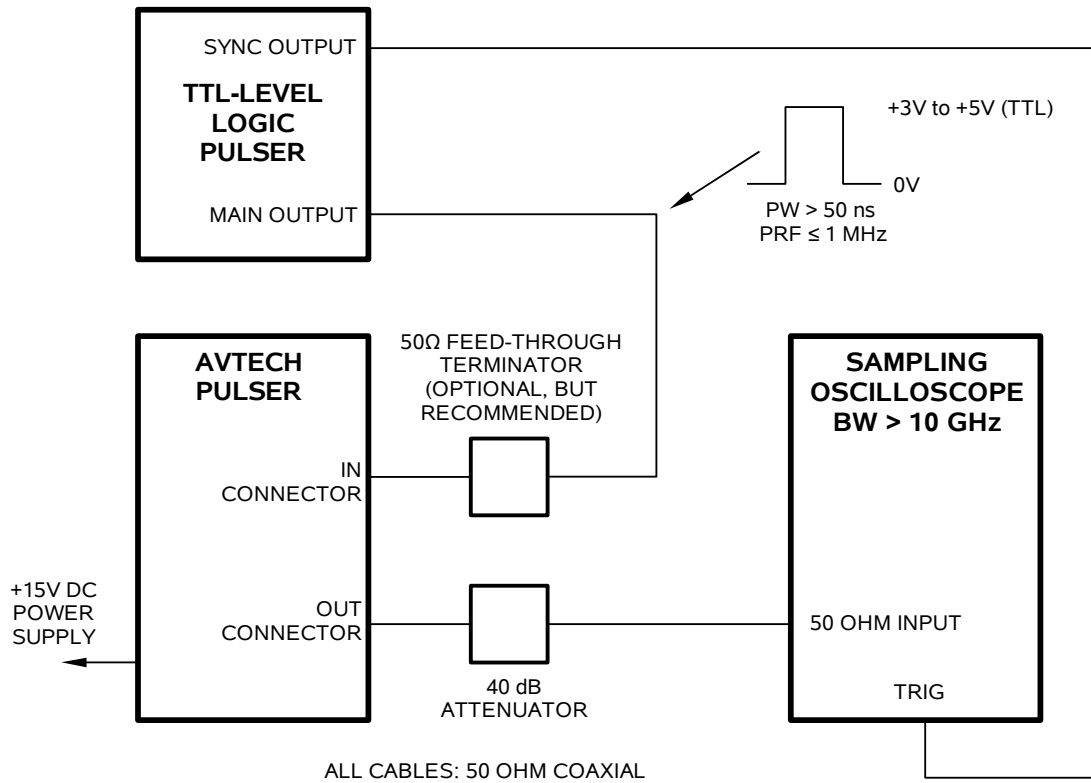 SYNC OUTPUT
TTL-LEVEL
LOGIC
PULSER
MAIN OUTPUT
+3V to +5V (TTL)
0V
PW > 50 ns
PRF ≤ 1 MHz
AVTECH
PULSER
IN
CONNECTOR
OUT
CONNECTOR
+15V DC
POWER
SUPPLY
50Ω FEED-THROUGH
TERMINATOR
(OPTIONAL, BUT
RECOMMENDED)
40 dB
ATTENUATOR
SAMPLING
OSCILLOSCOPE
BW > 10 GHz
50 OHM INPUT
TRIG
ALL CABLES: 50 OHM COAXIAL